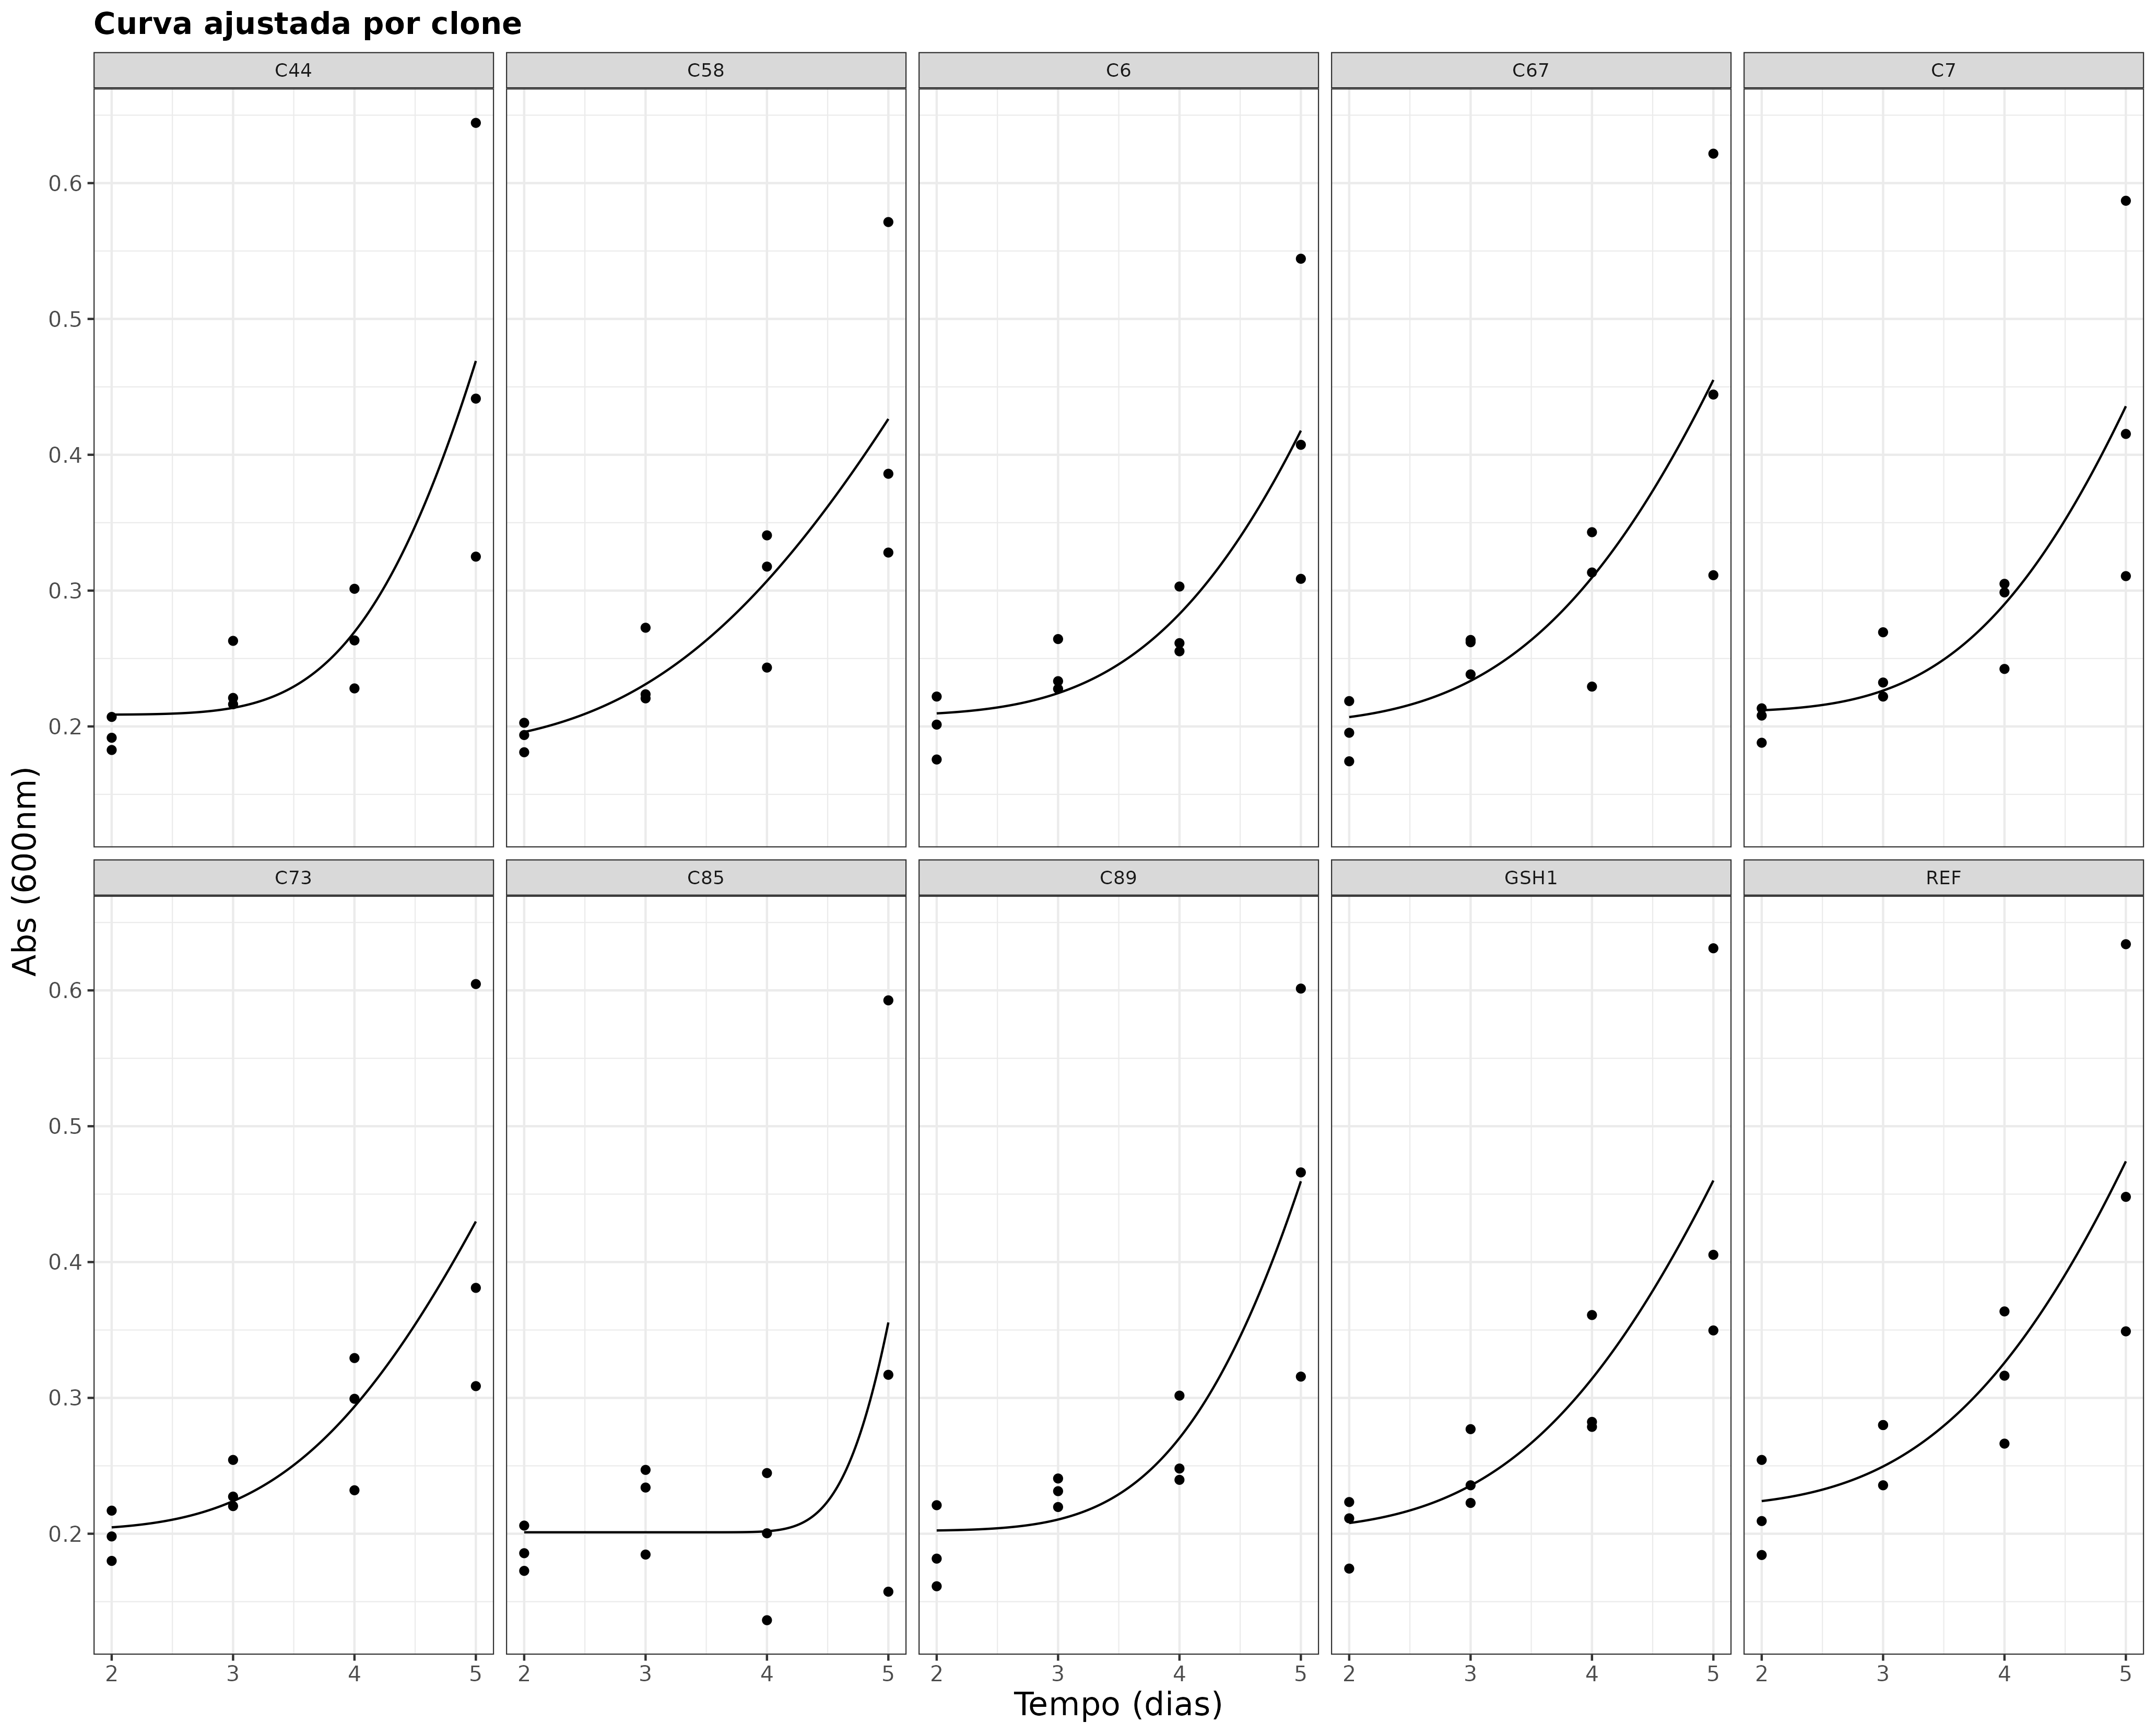 Curva ajustada por clone
C44 C58 C6 C67 C7
0.6
0.5
0.4
0.3
0.2
C73 C85 C89 GSH1 REF
0.6
0.5
0.4
0.3
0.2
2 3 4 5 2 3 4 5 2 3 4 5 2 3 4 5 2 3 4 5
Tempo (dias)
Abs (600nm)